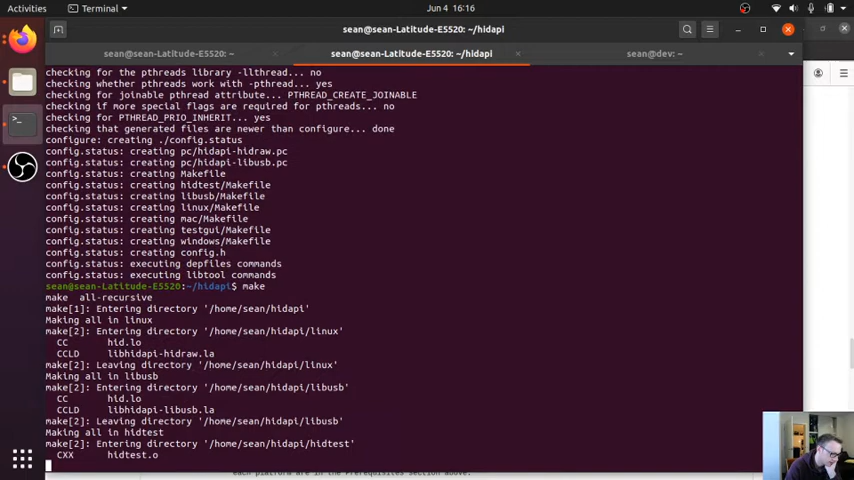 Activities
Terminal
Jun 4 16:16
sean@sean-Latitude-E5520: ~/hidapi
sean@sean-Latitude-E5520: ~
sean@sean-Latitude-E5520: ~/hidapi
sean@dev: ~
checking for the pthreads library -llthread... no
checking whether pthreads work with -pthread... yes
checking for joinable pthread attribute... PTHREAD_CREATE_JOINABLE
checking if more special flags are required for pthreads... no
checking for PTHREAD_PRIO_INHERIT... yes
checking that generated files are newer than configure... done
configure: creating ./config.status
config.status: creating pc/hidapi-hidraw.pc
config.status: creating pc/hidapi-libusb.pc
config.status: creating Makefile
config.status: creating hidtest/Makefile
config.status: creating libusb/Makefile
config.status: creating linux/Makefile
config.status: creating mac/Makefile
config.status: creating testgui/Makefile
config.status: creating windows/Makefile
config.status: creating config.h
config.status: executing depfiles commands
config.status: executing libtool commands
sean@sean-Latitude-E5520:~/hidapi$ make
make  all-recursive
make[1]: Entering directory '/home/sean/hidapi'
Making all in linux
make[2]: Entering directory '/home/sean/hidapi/linux'
  CC       hid.lo
  CCLD     libhidapi-hidraw.la
make[2]: Leaving directory '/home/sean/hidapi/linux'
Making all in libusb
make[2]: Entering directory '/home/sean/hidapi/libusb'
  CC       hid.lo
  CCLD     libhidapi-libusb.la
make[2]: Leaving directory '/home/sean/hidapi/libusb'
Making all in hidtest
make[2]: Entering directory '/home/sean/hidapi/hidtest'
  CXX      hidtest.o
each platform are in the Prerequisites section above.